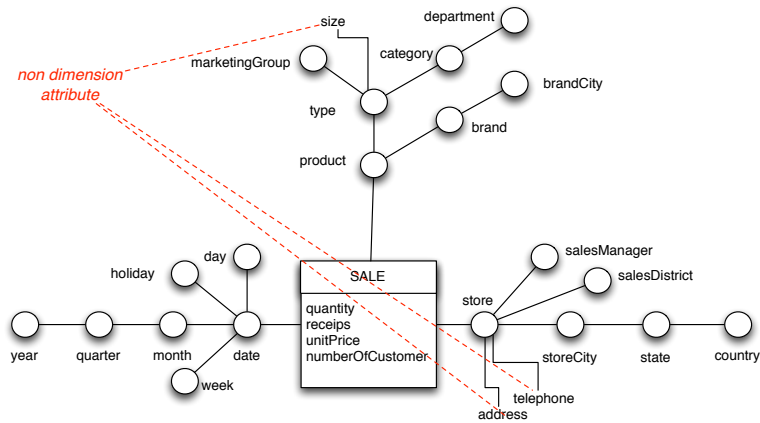 department
size
category
marketingGroup
non dimension
attribute
brandCity
type
brand
product
salesManager
day
holiday
SALE
salesDistrict
store
quantity
receips
unitPrice
numberOfCustomer
year
quarter
month
date
storeCity
state
country
week
telephone
address